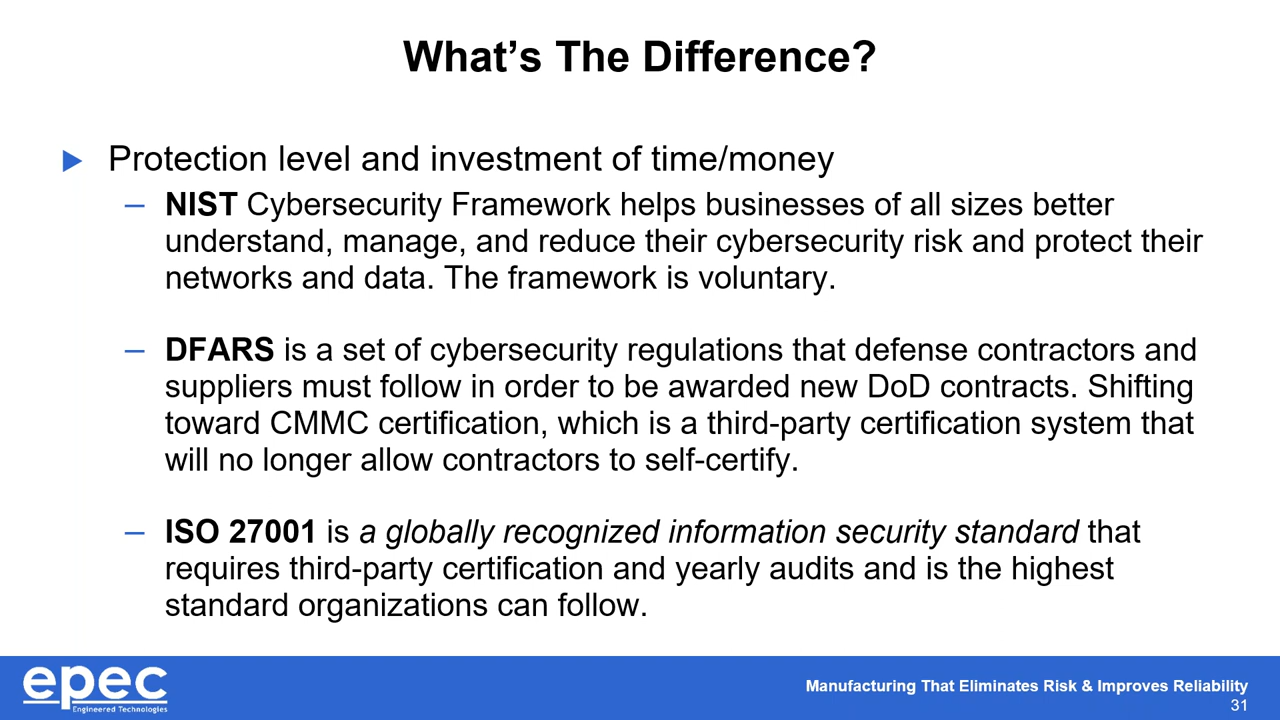 What’s The Difference?
Protection level and investment of time/money
– NIST Cybersecurity Framework helps businesses of all sizes better
understand, manage, and reduce their cybersecurity risk and protect their
networks and data. The framework is voluntary.
– DFARS is a set of cybersecurity regulations that defense contractors and
suppliers must follow in order to be awarded new DoD contracts. Shifting
toward CMMC certification, which is a third-party certification system that
will no longer allow contractors to self-certify.
– ISO 27001 is a globally recognized information security standard that
requires third-party certification and yearly audits and is the highest
standard organizations can follow.
epec
Engineered Technologies
Manufacturing That Eliminates Risk & Improves Reliability
31